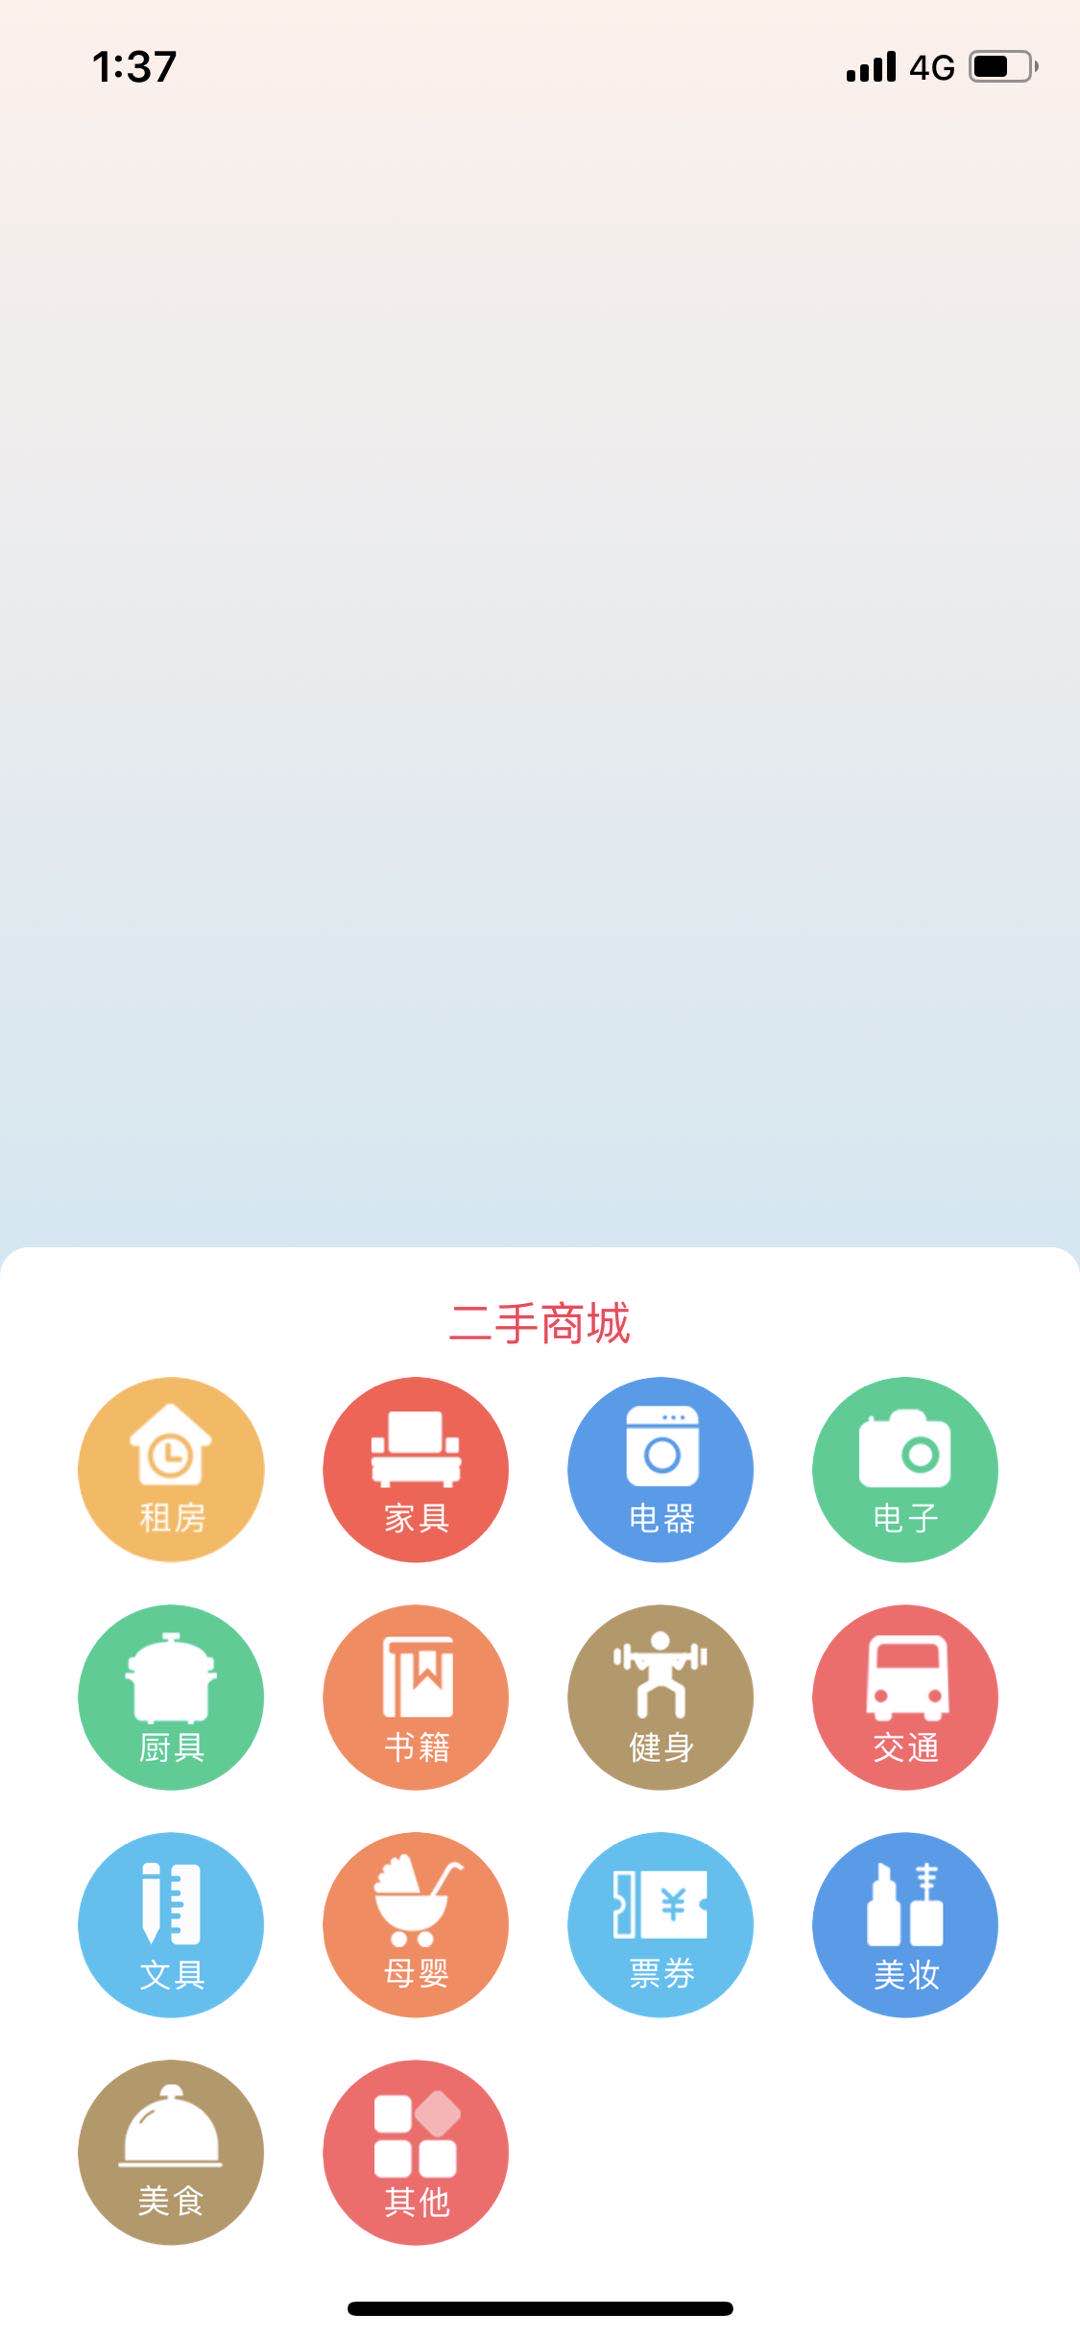 1:37
4G
二手商城
租房 家具 电器 电子
厨具 书籍 健身 交通
文具 母婴 票券 美妆
¥
美食 其他